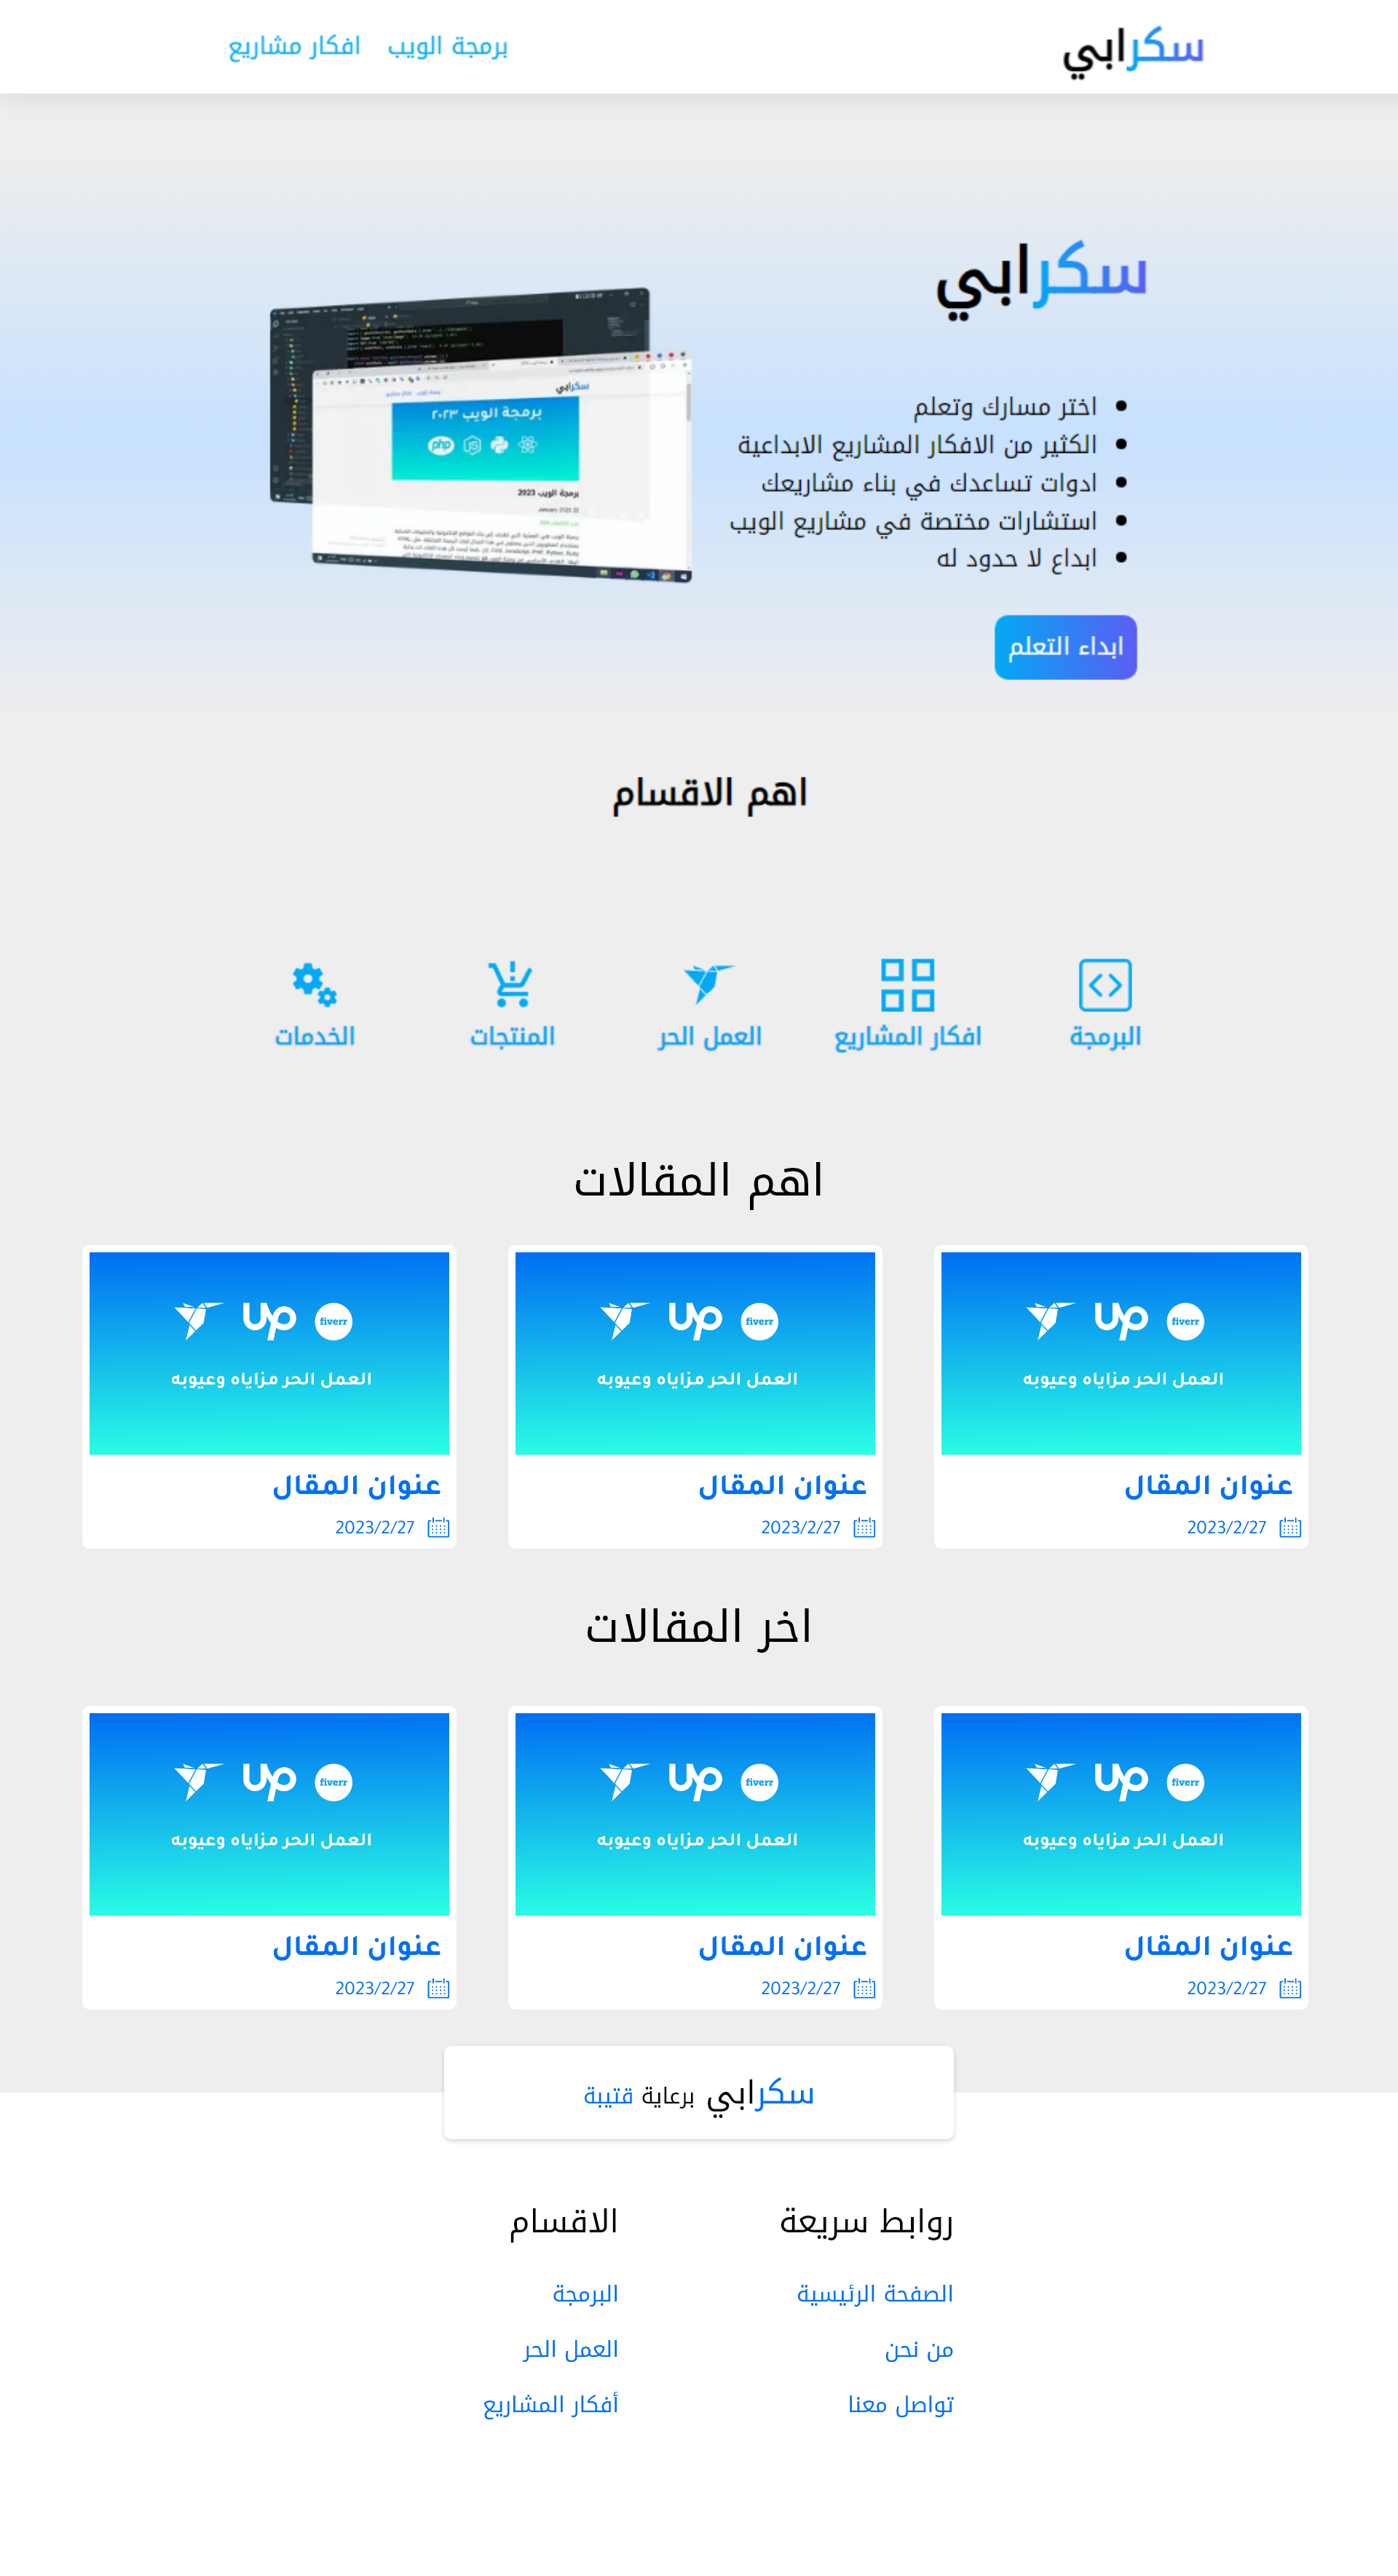 سكرابي
برمجة الويب
افكار مشاريع
سكرابي
اختر مسارك وتعلم
الكثير من الافكار المشاريع الابداعية
ادوات تساعدك في بناء مشاريعك
استشارات مختصة في مشاريع الويب
ابداع لا حدود له
ابداء التعلم
سكرابي
برمجة الويب ٢٠٢٣
php
برمجة الويب 2023
اهم الاقسام
البرمجة
افكار المشاريع
العمل الحر
المنتجات
الخدمات
اهم المقالات
fiverr up
العمل الحر مزاياه وعيوبه
عنوان المقال
2023/2/27
fiverr up
العمل الحر مزاياه وعيوبه
عنوان المقال
2023/2/27
fiverr up
العمل الحر مزاياه وعيوبه
عنوان المقال
2023/2/27
اخر المقالات
fiverr up
العمل الحر مزاياه وعيوبه
عنوان المقال
2023/2/27
fiverr up
العمل الحر مزاياه وعيوبه
عنوان المقال
2023/2/27
fiverr up
العمل الحر مزاياه وعيوبه
عنوان المقال
2023/2/27
سكرابي برعاية قتيبة
روابط سريعة
الصفحة الرئيسية
من نحن
تواصل معنا
الاقسام
البرمجة
العمل الحر
أفكار المشاريع